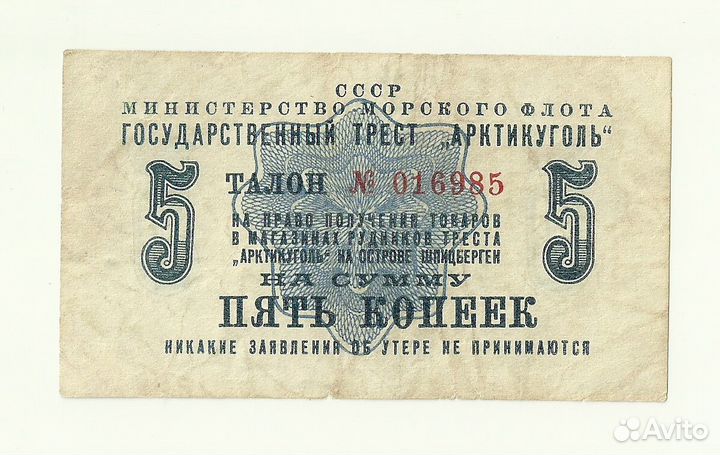 СССР
МИНИСТЕРСТВО МОРСКОГО ФЛОТА
ГОСУДАРСТВЕННЫЙ ТРЕСТ „АРКТИКУГОЛЬ“
5 ТАЛОН № 016985 5
НА ПРАВО ПОЛУЧЕНИЯ ТОВАРОВ
В МАГАЗИНАХ РУДНИКОВ ТРЕСТА
„АРКТИКУГОЛЬ“ НА ОСТРОВЕ ШПИЦБЕРГЕН
НА СУММУ
ПЯТЬ КОПЕЕК
НИКАКИЕ ЗАЯВЛЕНИЯ ОБ УТЕРЕ НЕ ПРИНИМАЮТСЯ
Avito